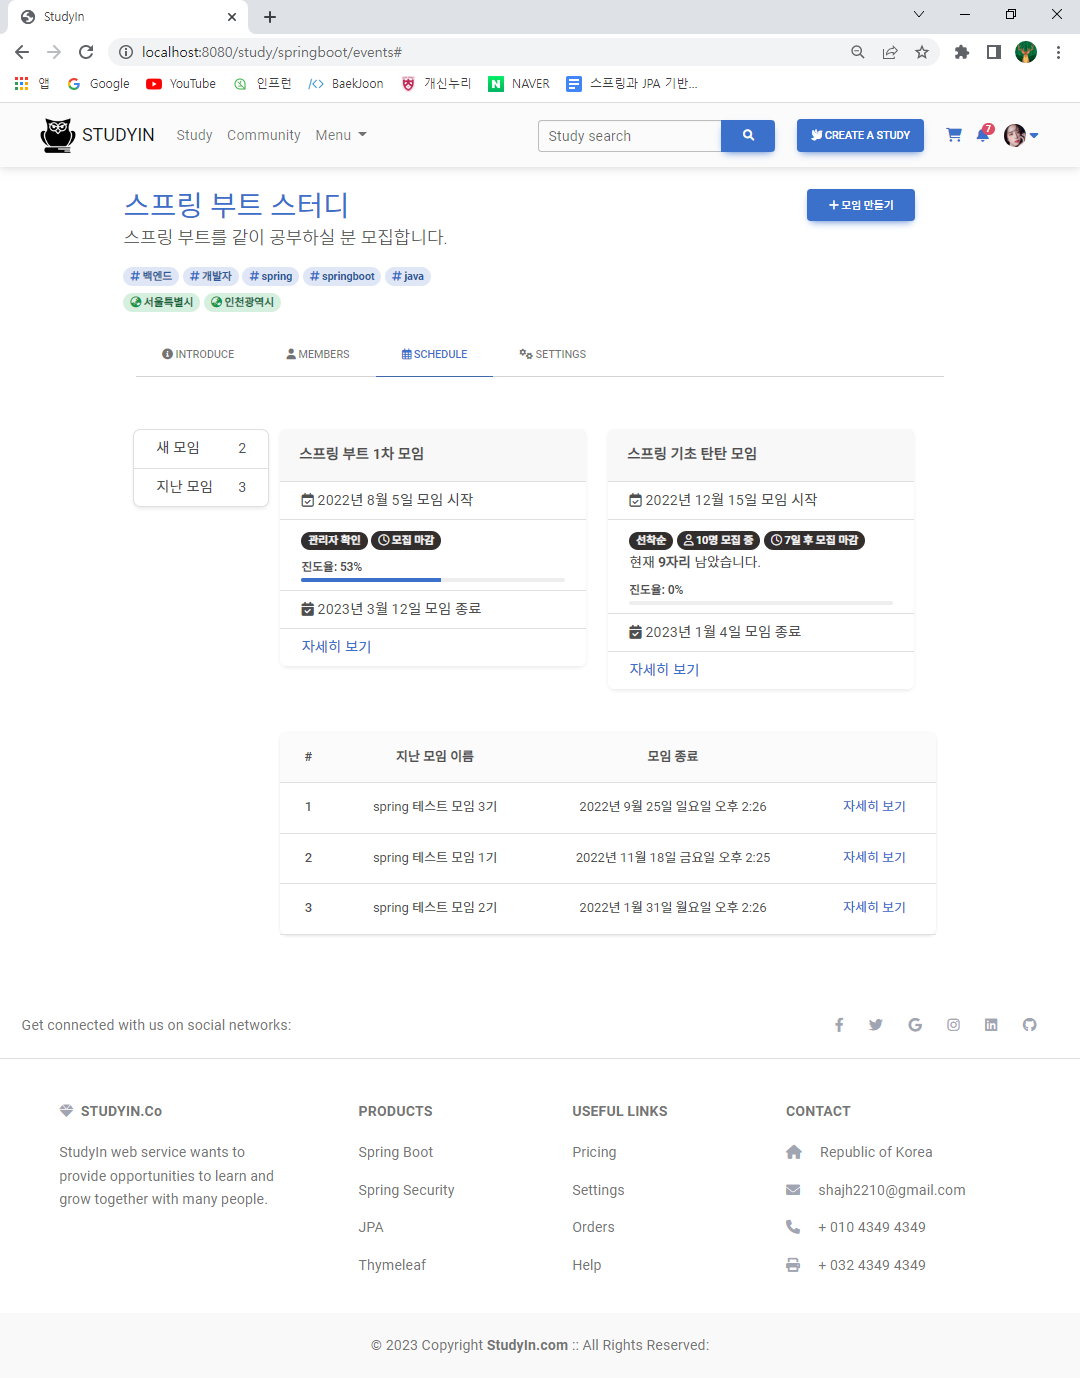 StudyIn
localhost:8080/study/springboot/events#
앱 Google YouTube 인프런 </> BaekJoon 개신누리 NAVER 스프링과 JPA 기반...
STUDYIN Study Community Menu Study search CREATE A STUDY 7
스프링 부트 스터디
+ 모임 만들기
스프링 부트를 같이 공부하실 분 모집합니다.
# 백엔드 # 개발자 # spring # springboot # java
서울특별시 인천광역시
INTRODUCE MEMBERS SCHEDULE SETTINGS
새 모임 2
지난 모임 3
스프링 부트 1차 모임
2022년 8월 5일 모임 시작
관리자 확인 모집 마감
진도율: 53%
2023년 3월 12일 모임 종료
자세히 보기
스프링 기초 탄탄 모임
2022년 12월 15일 모임 시작
선착순 10명 모집 중 7일 후 모집 마감
현재 9자리 남았습니다.
진도율: 0%
2023년 1월 4일 모임 종료
자세히 보기
# 지난 모임 이름 모임 종료
1 spring 테스트 모임 3기 2022년 9월 25일 일요일 오후 2:26 자세히 보기
2 spring 테스트 모임 1기 2022년 11월 18일 금요일 오후 2:25 자세히 보기
3 spring 테스트 모임 2기 2022년 1월 31일 월요일 오후 2:26 자세히 보기
Get connected with us on social networks:
STUDYIN.Co
StudyIn web service wants to
provide opportunities to learn and
grow together with many people.
PRODUCTS
Spring Boot
Spring Security
JPA
Thymeleaf
USEFUL LINKS
Pricing
Settings
Orders
Help
CONTACT
Republic of Korea
shajh2210@gmail.com
+ 010 4349 4349
+ 032 4349 4349
© 2023 Copyright StudyIn.com :: All Rights Reserved: